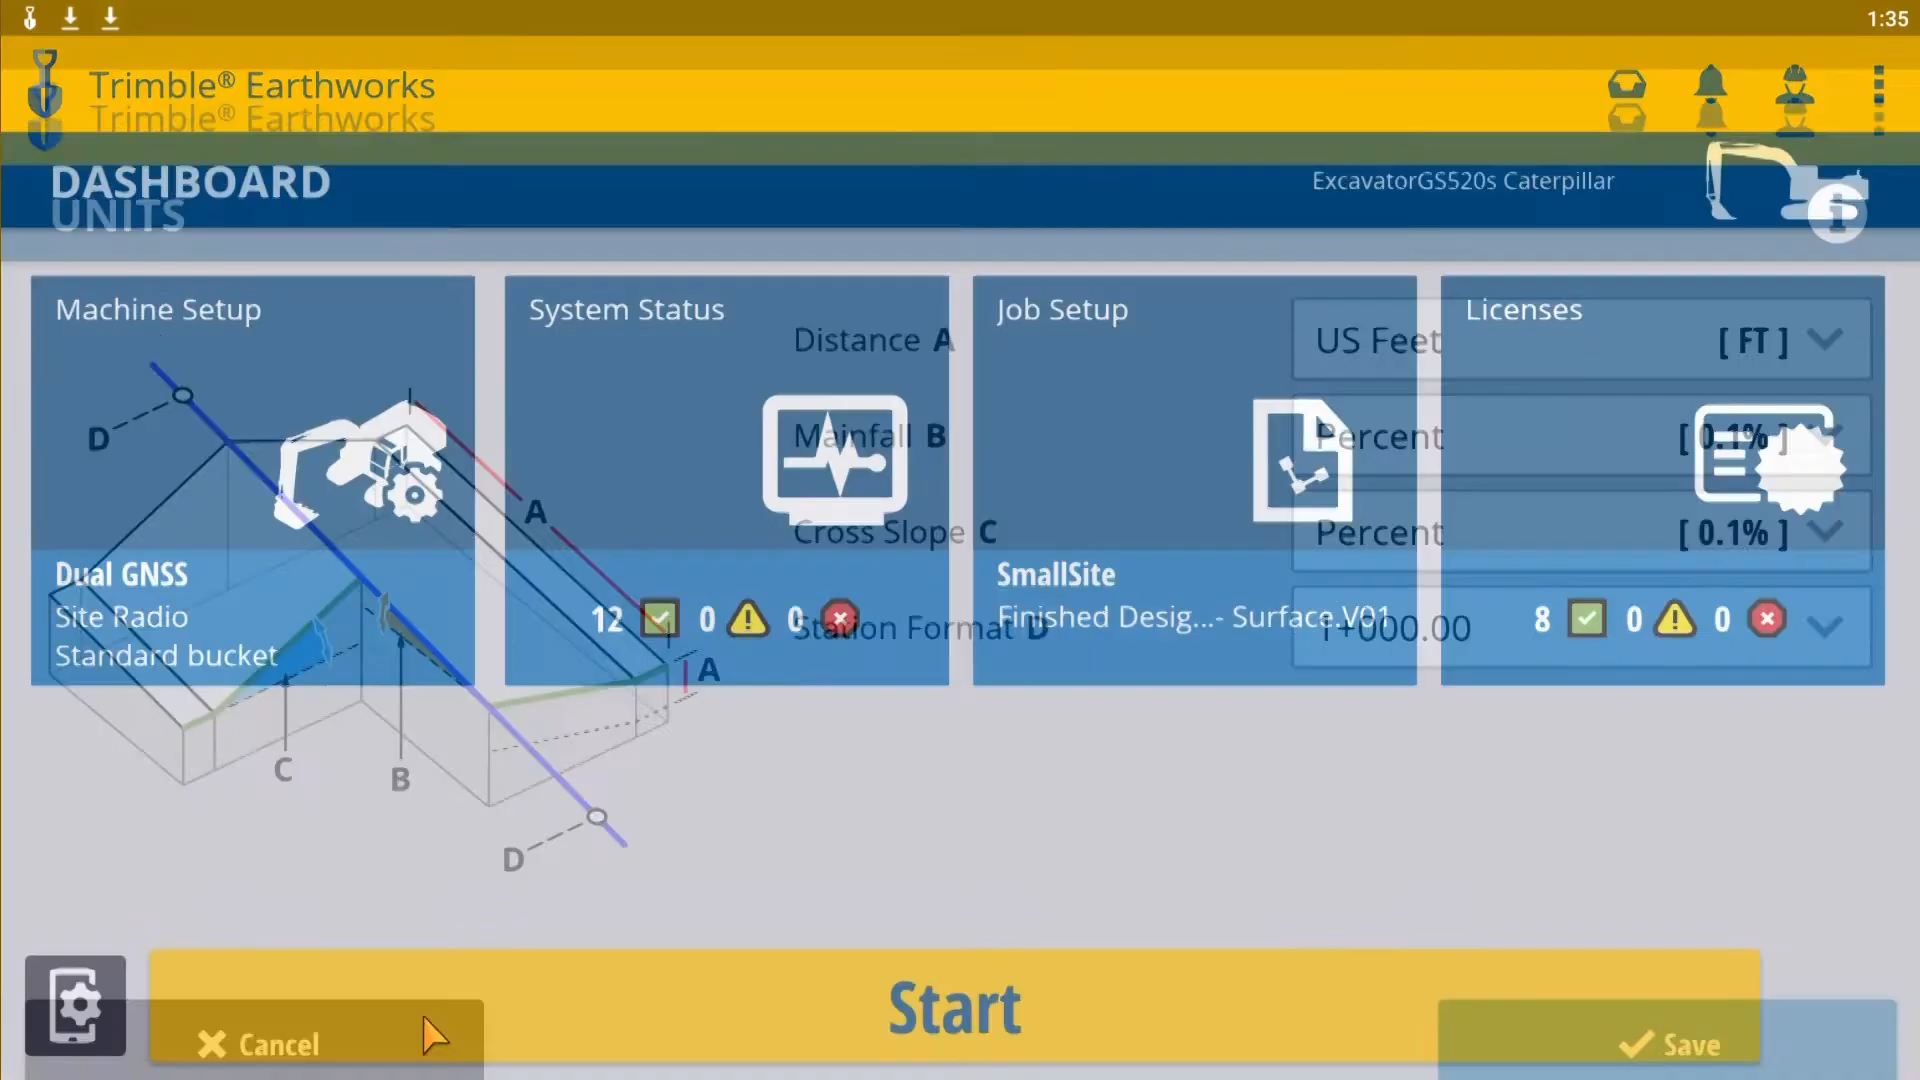 1:35
Trimble® Earthworks
Trimble® Earthworks
DASHBOARD
UNITS
ExcavatorGS520s Caterpillar
Machine Setup
System Status
Job Setup
Licenses
Distance A
US Feet
[ FT ]
Mainfall B
Percent
[ 0.1% ]
Cross Slope C
Percent
[ 0.1% ]
Station Format D
1+000.00
D
A
A
C
B
D
Dual GNSS
Site Radio
Standard bucket
12 0 0
SmallSite
Finished Desig...- Surface.V01
8 0 0
Start
Cancel
Save